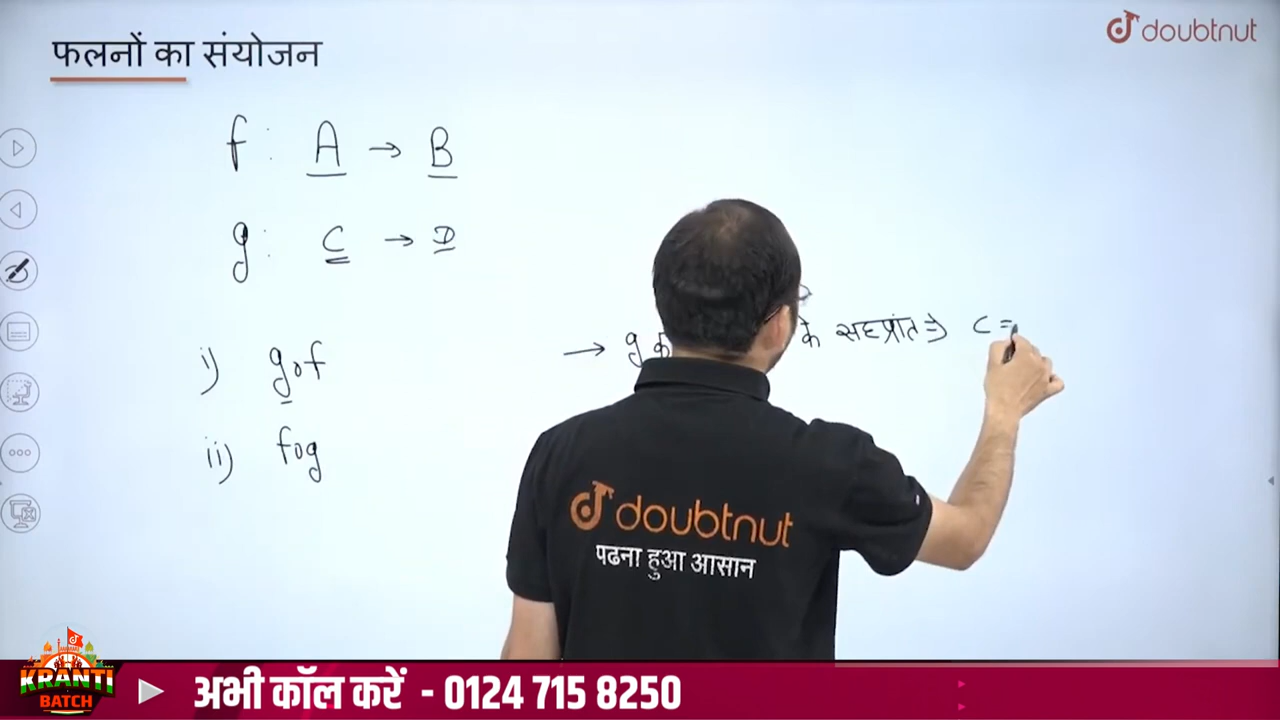 फलनों का संयोजन
doubtnut
f: A → B
g: C → D
i) gof
→ g के सहप्रांत ⇒ C =
ii) fog
doubtnut
पढना हुआ आसान
KRANTI
BATCH
अभी कॉल करें - 0124 715 8250